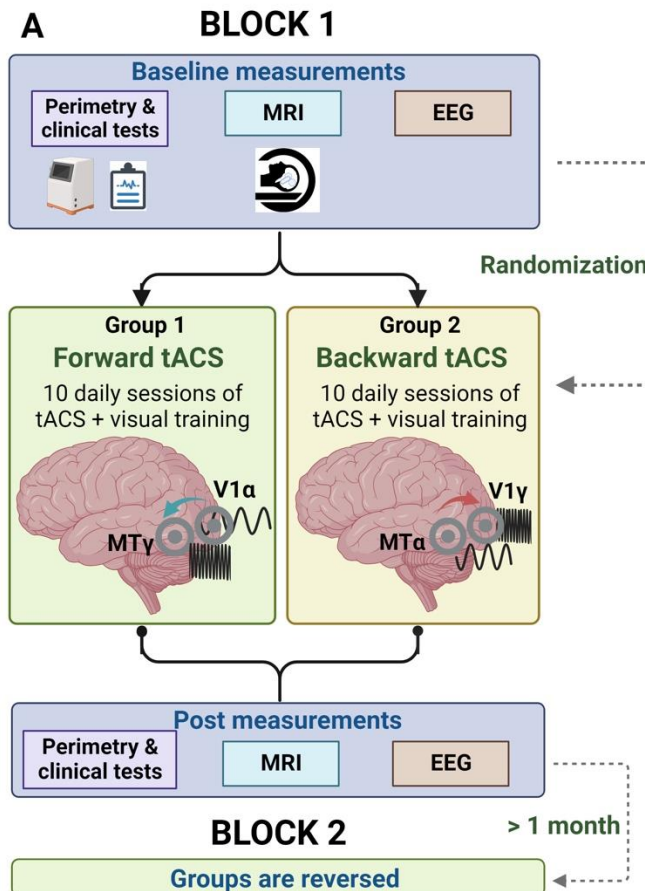 A
BLOCK 1
Baseline measurements
Perimetry &
clinical tests
MRI
EEG
Randomization
Group 1
Forward tACS
10 daily sessions of
tACS + visual training
V1α
MTγ
Group 2
Backward tACS
10 daily sessions of
tACS + visual training
V1γ
MTα
Post measurements
Perimetry &
clinical tests
MRI
EEG
BLOCK 2
> 1 month
Groups are reversed